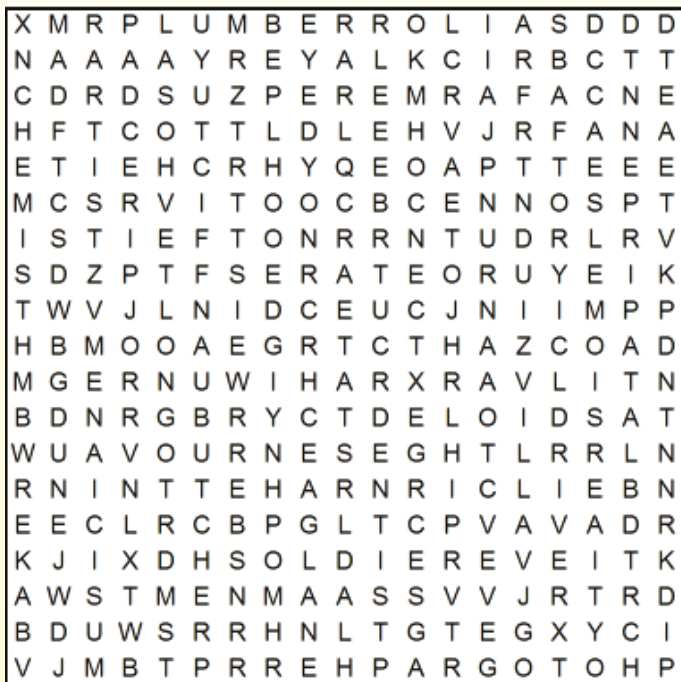 X M R P L U M B E R R O L I A S D D D
N A A A A Y R E Y A L K C I R B C T T
C D R D S U Z P E R E M R A F A C N E
H F T C O T T L D L E H V J R F A N A
E T I E H C R H Y Q E O A P T T E E E
M C S R V I T O O C B C E N N O S P T
I S T I E F T O N R R N T U D R L R V
S D Z P T F S E R A T E O R U Y E I K
T W V J L N I D C E U C J N I I M P P
H B M O O A E G R T C T H A Z C O A D
M G E R N U W I H A R X R A V L I T N
B D N R G B R Y C T D E L O I D S A T
W U A V O U R N E S E G H T L R R L N
R N I N T T E H A R N R I C L I E B N
E E C L R C B P G L T C P V A V A D R
K J I X D H S O L D I E R E V E I T K
A W S T M E N M A A S S V V J R T R D
B D U W S R R H N L T G T E G X Y C I
V J M B T P R R E H P A R G O T O H P